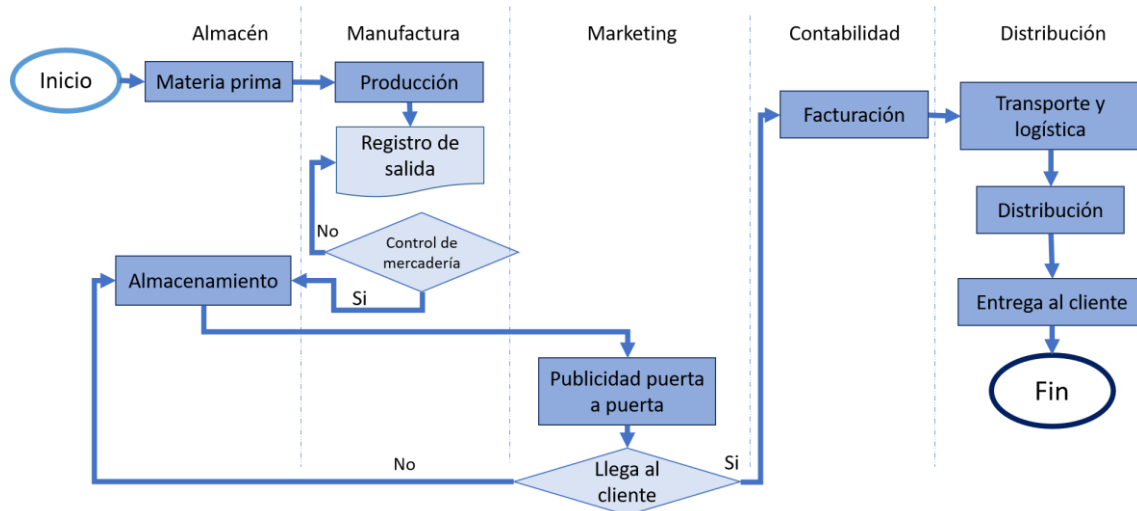 Almacén
Manufactura
Marketing
Contabilidad
Distribución
Inicio
Materia prima
Producción
Registro de
salida
No
Control de
mercadería
Si
Almacenamiento
Publicidad puerta
a puerta
Llega al
cliente
No
Si
Facturación
Transporte y
logística
Distribución
Entrega al cliente
Fin